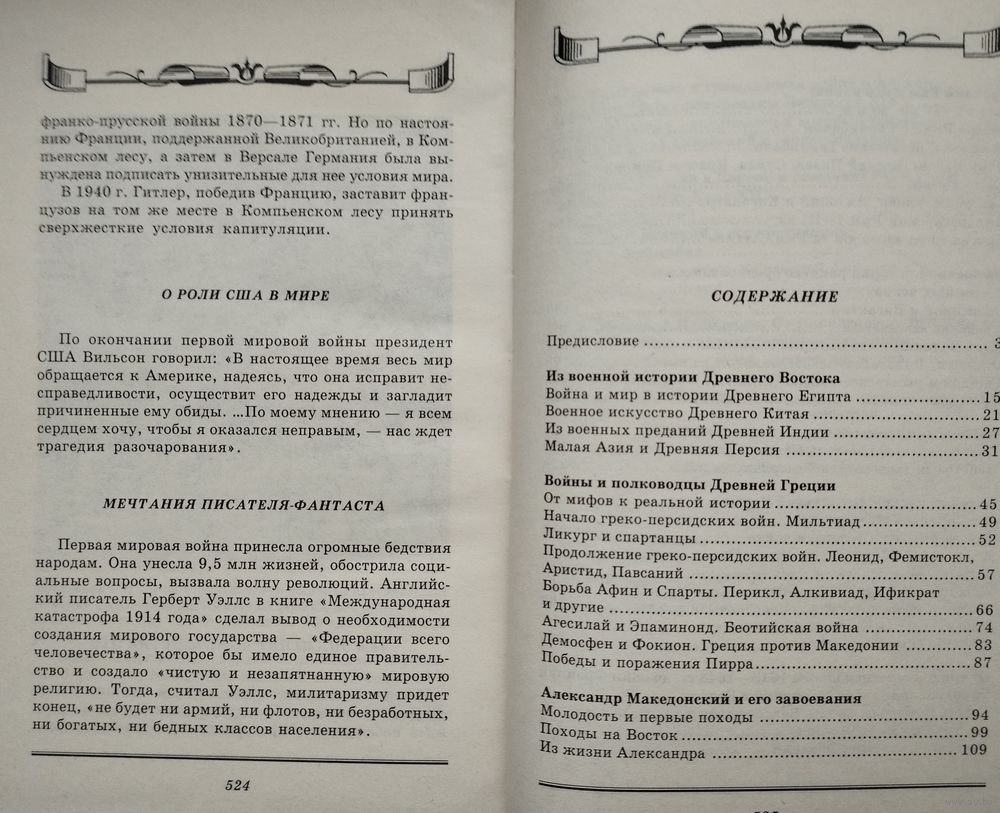 франко-прусской войны 1870—1871 гг. Но по настоя-
нию Франции, поддержанной Великобританией, в Ком-
пьенском лесу, а затем в Версале Германия была вы-
нуждена подписать унизительные для нее условия мира.
В 1940 г. Гитлер, победив Францию, заставит фран-
цузов на том же месте в Компьенском лесу принять
сверхжесткие условия капитуляции.
О РОЛИ США В МИРЕ
По окончании первой мировой войны президент
США Вильсон говорил: «В настоящее время весь мир
обращается к Америке, надеясь, что она исправит не-
справедливости, осуществит его надежды и загладит
причиненные ему обиды. ...По моему мнению — я всем
сердцем хочу, чтобы я оказался неправым, — нас ждет
трагедия разочарования».
МЕЧТАНИЯ ПИСАТЕЛЯ-ФАНТАСТА
Первая мировая война принесла огромные бедствия
народам. Она унесла 9,5 млн жизней, обострила соци-
альные вопросы, вызвала волну революций. Английс-
кий писатель Герберт Уэллс в книге «Международная
катастрофа 1914 года» сделал вывод о необходимости
создания мирового государства — «Федерации всего
человечества», которое бы имело единое правитель-
ство и создало «чистую и незапятнанную» мировую
религию. Тогда, считал Уэллс, милитаризму придет
конец, «не будет ни армий, ни флотов, ни безработных,
ни богатых, ни бедных классов населения».
524
СОДЕРЖАНИЕ
Предисловие ..... 3
Из военной истории Древнего Востока
Война и мир в истории Древнего Египта ..... 15
Военное искусство Древнего Китая ..... 21
Из военных преданий Древней Индии ..... 27
Малая Азия и Древняя Персия ..... 31
Войны и полководцы Древней Греции
От мифов к реальной истории ..... 45
Начало греко-персидских войн. Мильтиад ..... 49
Ликург и спартанцы ..... 52
Продолжение греко-персидских войн. Леонид, Фемистокл,
Аристид, Павсаний ..... 57
Борьба Афин и Спарты. Перикл, Алкивиад, Ификрат
и другие ..... 66
Агесилай и Эпаминонд. Беотийская война ..... 74
Демосфен и Фокион. Греция против Македонии ..... 83
Победы и поражения Пирра ..... 87
Александр Македонский и его завоевания
Молодость и первые походы ..... 94
Походы на Восток ..... 99
Из жизни Александра ..... 109